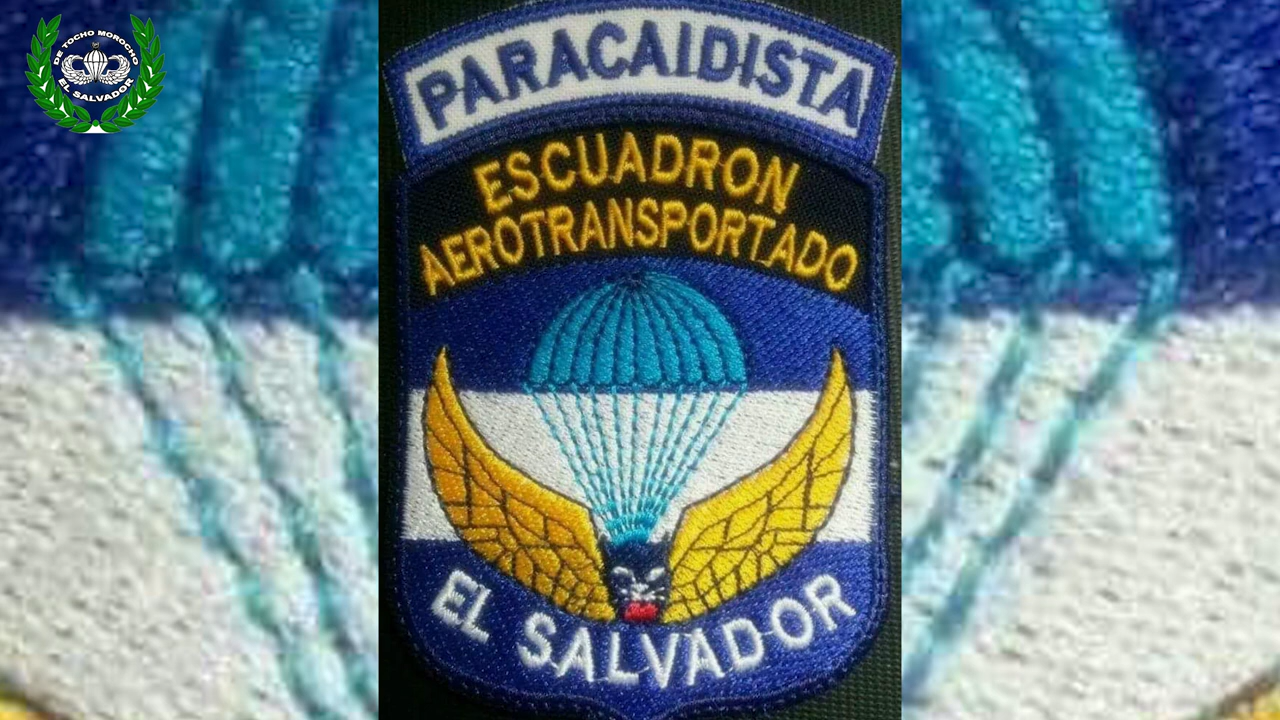 DE TOCHO MOROCHO
EL SALVADOR
PARACAIDISTA
ESCUADRON
AEROTRANSPORTADO
EL SALVADOR